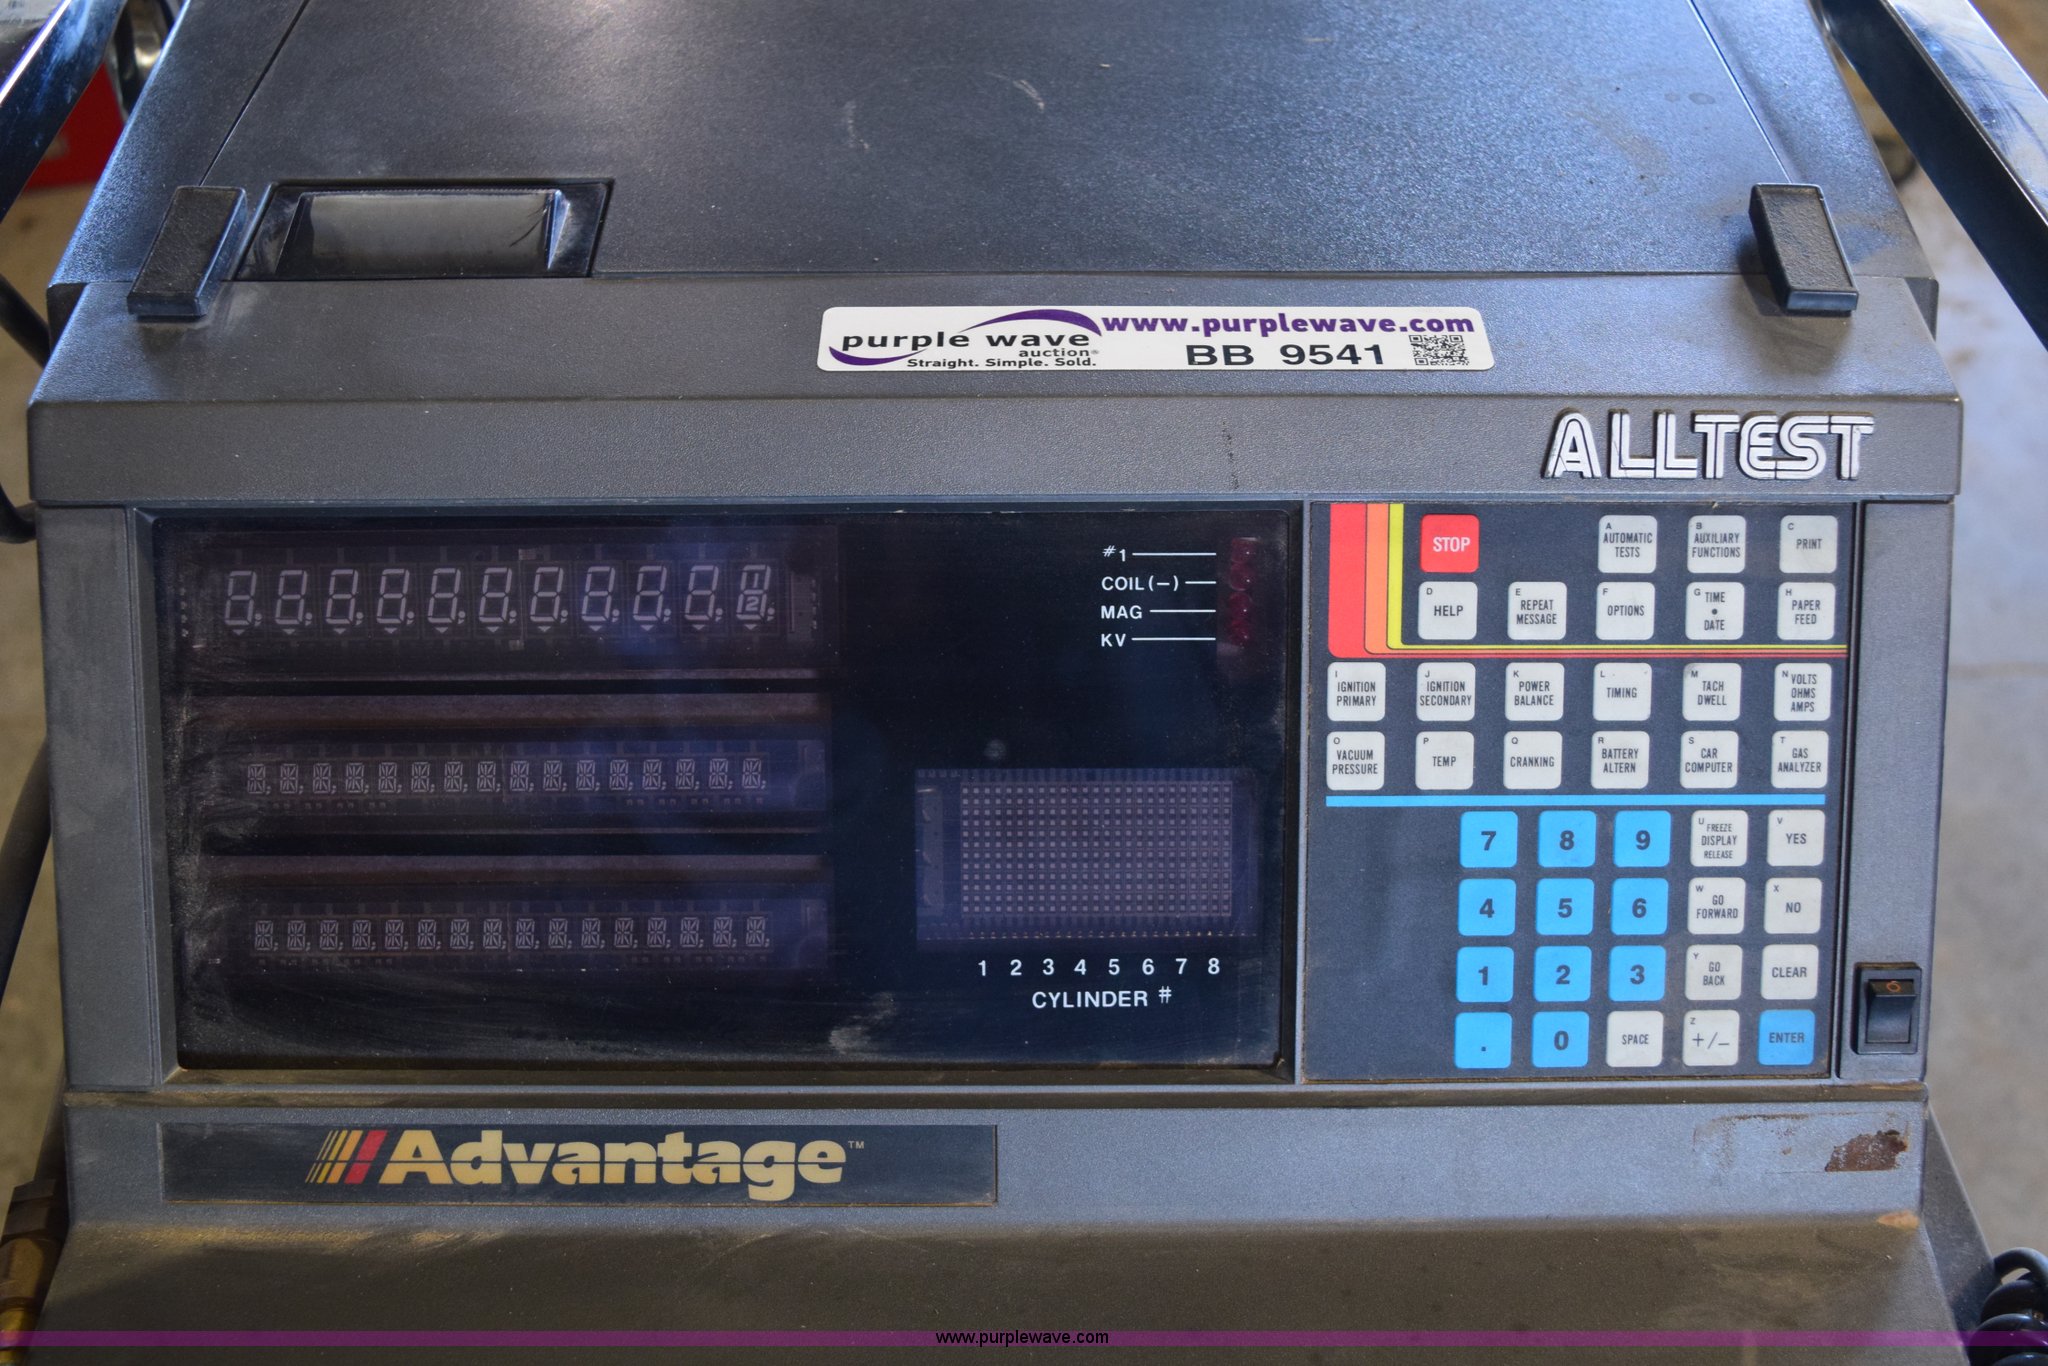 www.purplewave.com
purple wave
auction®
Straight. Simple. Sold.
BB 9541
ALLTEST
#1
COIL(−)
MAG
KV
1 2 3 4 5 6 7 8
CYLINDER #
STOP
A AUTOMATIC TESTS
B AUXILIARY FUNCTIONS
C PRINT
D HELP
E REPEAT MESSAGE
F OPTIONS
G TIME • DATE
H PAPER FEED
I IGNITION PRIMARY
J IGNITION SECONDARY
K POWER BALANCE
L TIMING
M TACH DWELL
N VOLTS OHMS AMPS
O VACUUM PRESSURE
P TEMP
Q CRANKING
R BATTERY ALTERN
S CAR COMPUTER
T GAS ANALYZER
7 8 9
U FREEZE DISPLAY RELEASE
V YES
4 5 6
W GO FORWARD
X NO
1 2 3
Y GO BACK
CLEAR
. 0
SPACE
Z +/−
ENTER
Advantage™
www.purplewave.com